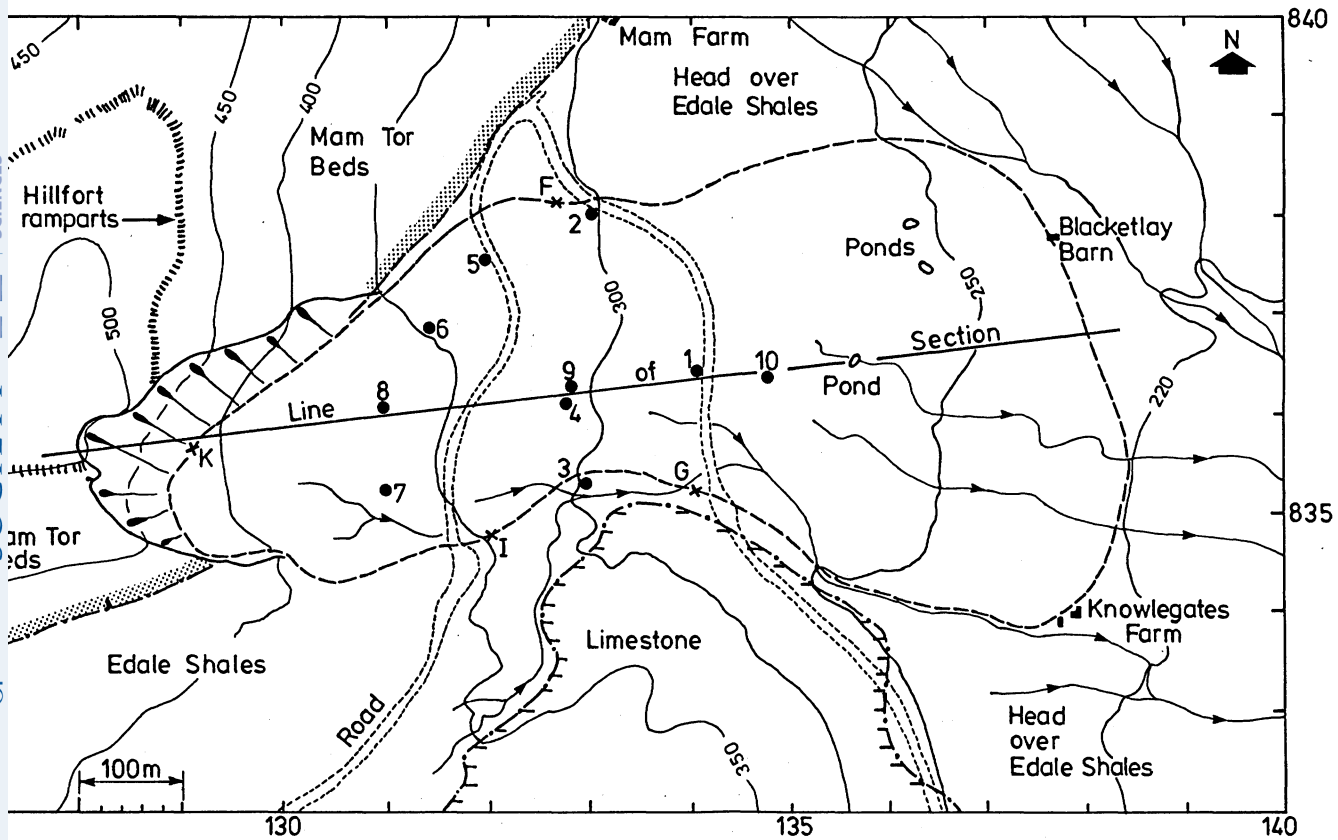 840
Mam Farm
N
450
Head over
Edale Shales
450
400
Mam Tor
Beds
Hillfort
ramparts
F
2
Blacketlay
Barn
Ponds
5
250
300
500
6
Section
1
10
of
9
Pond
8
4
Line
220
K
3
G
7
835
I
am Tor
eds
Knowlegates
Farm
Limestone
Edale Shales
Road
Head
over
Edale Shales
350
100m
130
135
140